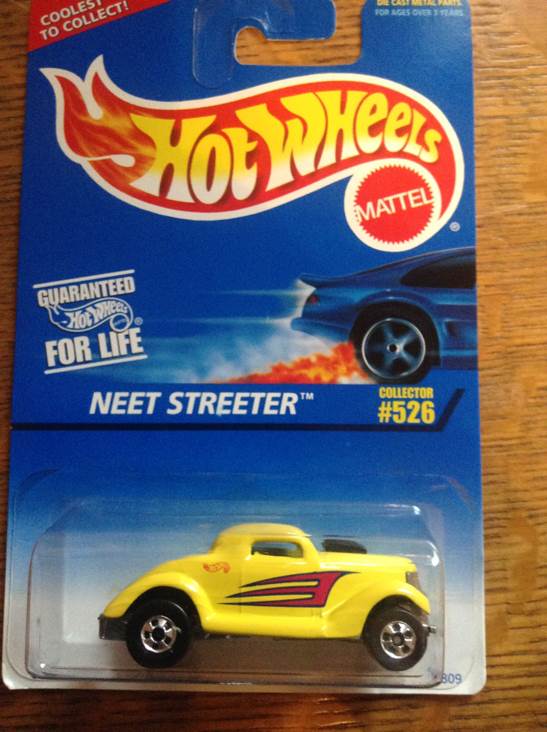 COOLEST
TO COLLECT!
DIE CAST METAL PARTS.
FOR AGES OVER 3 YEARS
HOT WHEELS
MATTEL
®
GUARANTEED
HOT WHEELS®
FOR LIFE
NEET STREETER™
COLLECTOR
#526
809